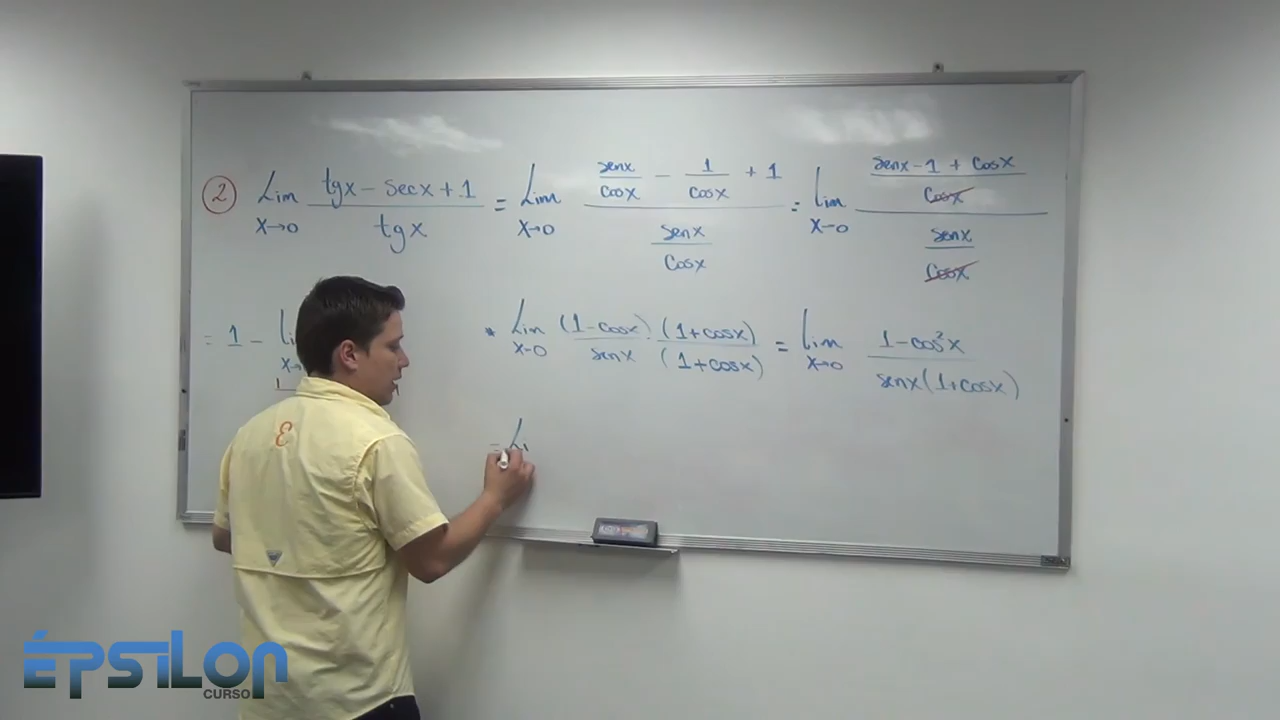 2 Lim x→0 (tgx − secx + 1)/(tgx) = Lim x→0 (senx/cosx − 1/cosx + 1)/(senx/cosx) = Lim x→0 ((senx − 1 + cosx)/cosx)/(senx/cosx)
= 1 −
* Lim x→0 (1−cosx)/senx · (1+cosx)/(1+cosx) = Lim x→0 (1−cos²x)/(senx(1+cosx))
= Li
ε
ÉPSILON
CURSO